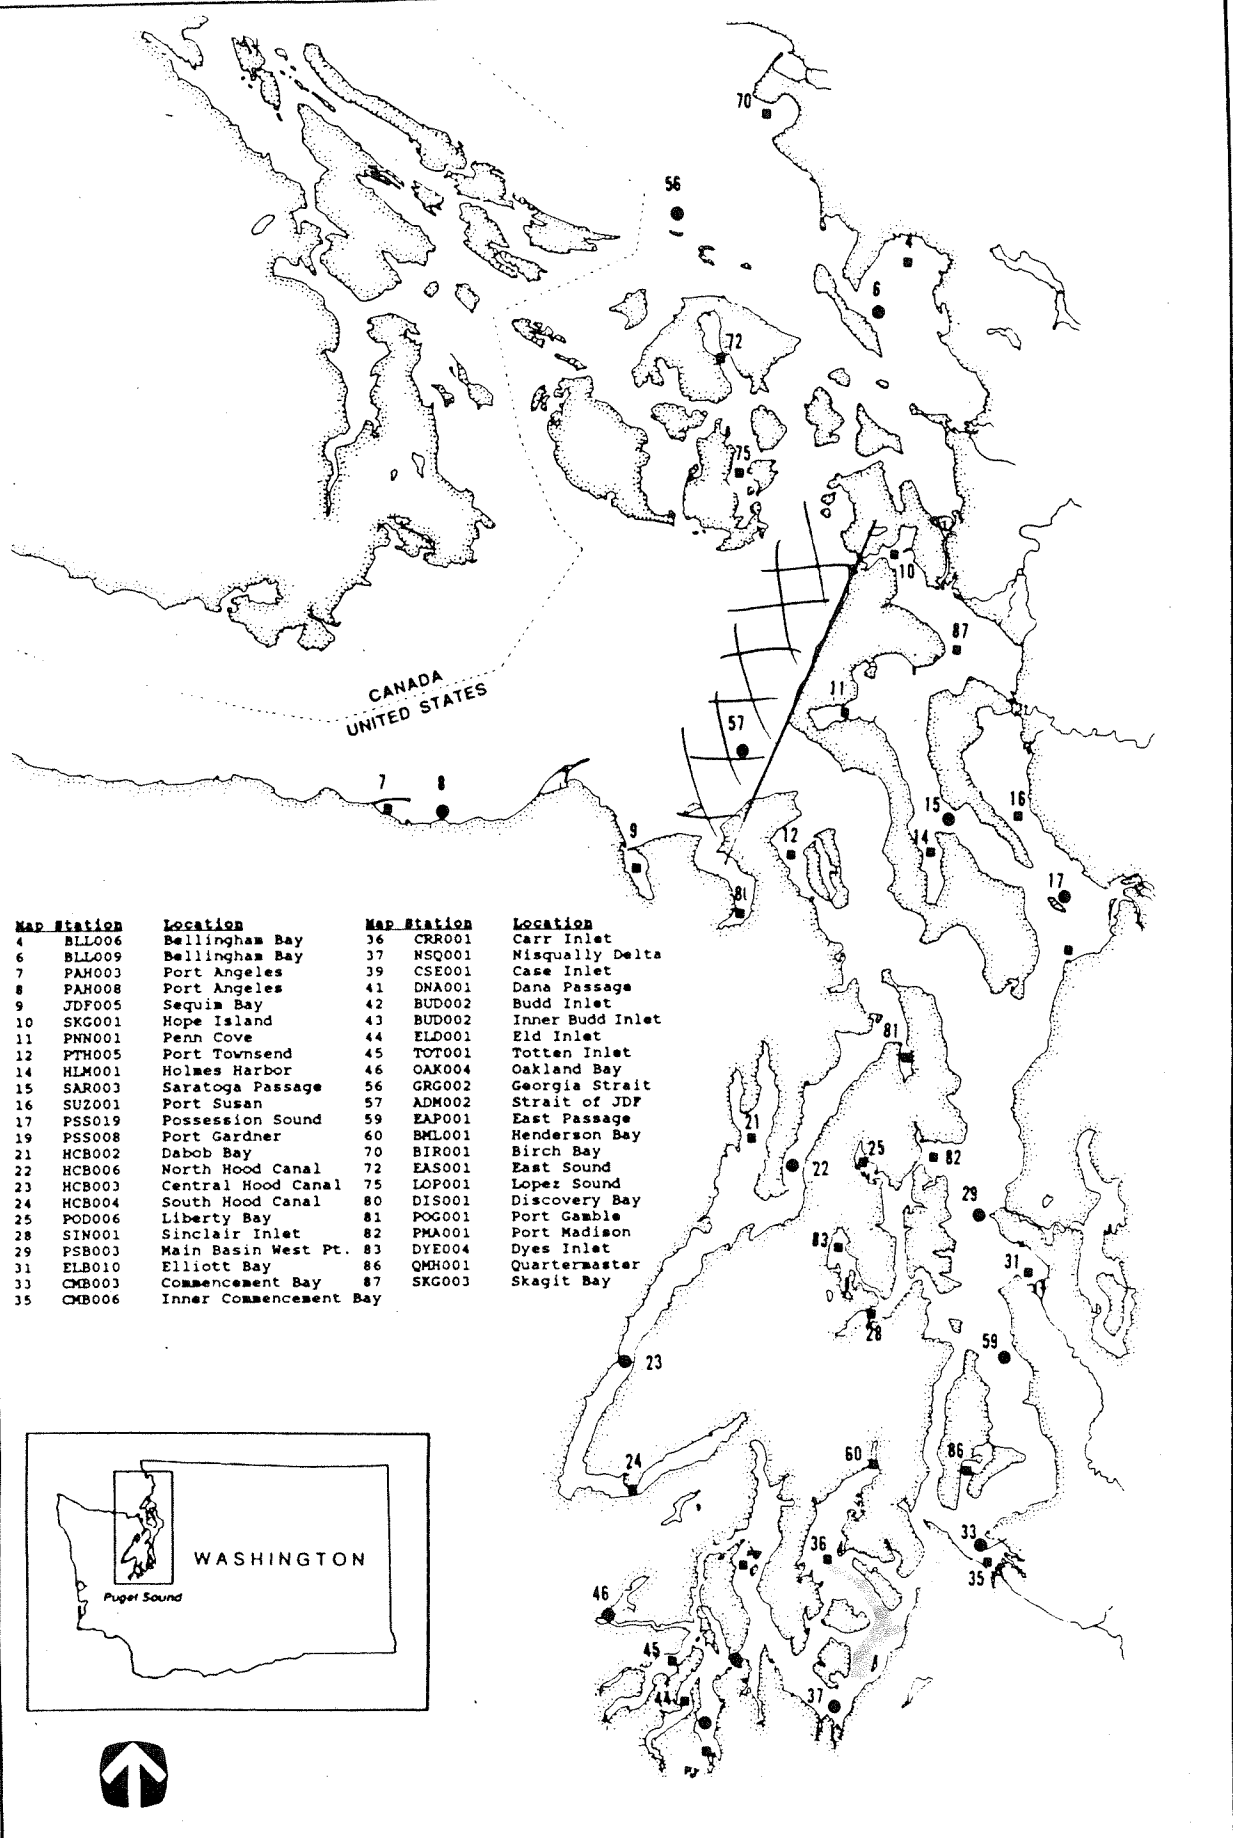 70
56
4
6
72
75
10
87
CANADA
UNITED STATES
11
57
7
8
9
12
15
16
14
17
80
Map Station Location Map Station Location
4 BLL006 Bellingham Bay 36 CRR001 Carr Inlet
6 BLL009 Bellingham Bay 37 NSQ001 Nisqually Delta
7 PAH003 Port Angeles 39 CSE001 Case Inlet
8 PAH008 Port Angeles 41 DNA001 Dana Passage
9 JDF005 Sequim Bay 42 BUD002 Budd Inlet
10 SKG001 Hope Island 43 BUD002 Inner Budd Inlet
11 PNN001 Penn Cove 44 ELD001 Eld Inlet
12 PTH005 Port Townsend 45 TOT001 Totten Inlet
14 HLM001 Holmes Harbor 46 OAK004 Oakland Bay
15 SAR003 Saratoga Passage 56 GRG002 Georgia Strait
16 SUZ001 Port Susan 57 ADM002 Strait of JDF
17 PSS019 Possession Sound 59 EAP001 East Passage
19 PSS008 Port Gardner 60 BML001 Henderson Bay
21 HCB002 Dabob Bay 70 BIR001 Birch Bay
22 HCB006 North Hood Canal 72 EAS001 East Sound
23 HCB003 Central Hood Canal 75 LOP001 Lopez Sound
24 HCB004 South Hood Canal 80 DIS001 Discovery Bay
25 POD006 Liberty Bay 81 POG001 Port Gamble
28 SIN001 Sinclair Inlet 82 PMA001 Port Madison
29 PSB003 Main Basin West Pt. 83 DYE004 Dyes Inlet
31 ELB010 Elliott Bay 86 QMH001 Quartermaster
33 CMB003 Commencement Bay 87 SKG003 Skagit Bay
35 CMB006 Inner Commencement Bay
81
21
22
25
82
29
83
31
28
59
23
24
60
86
33
36
35
46
45
44
37
WASHINGTON
Puget Sound